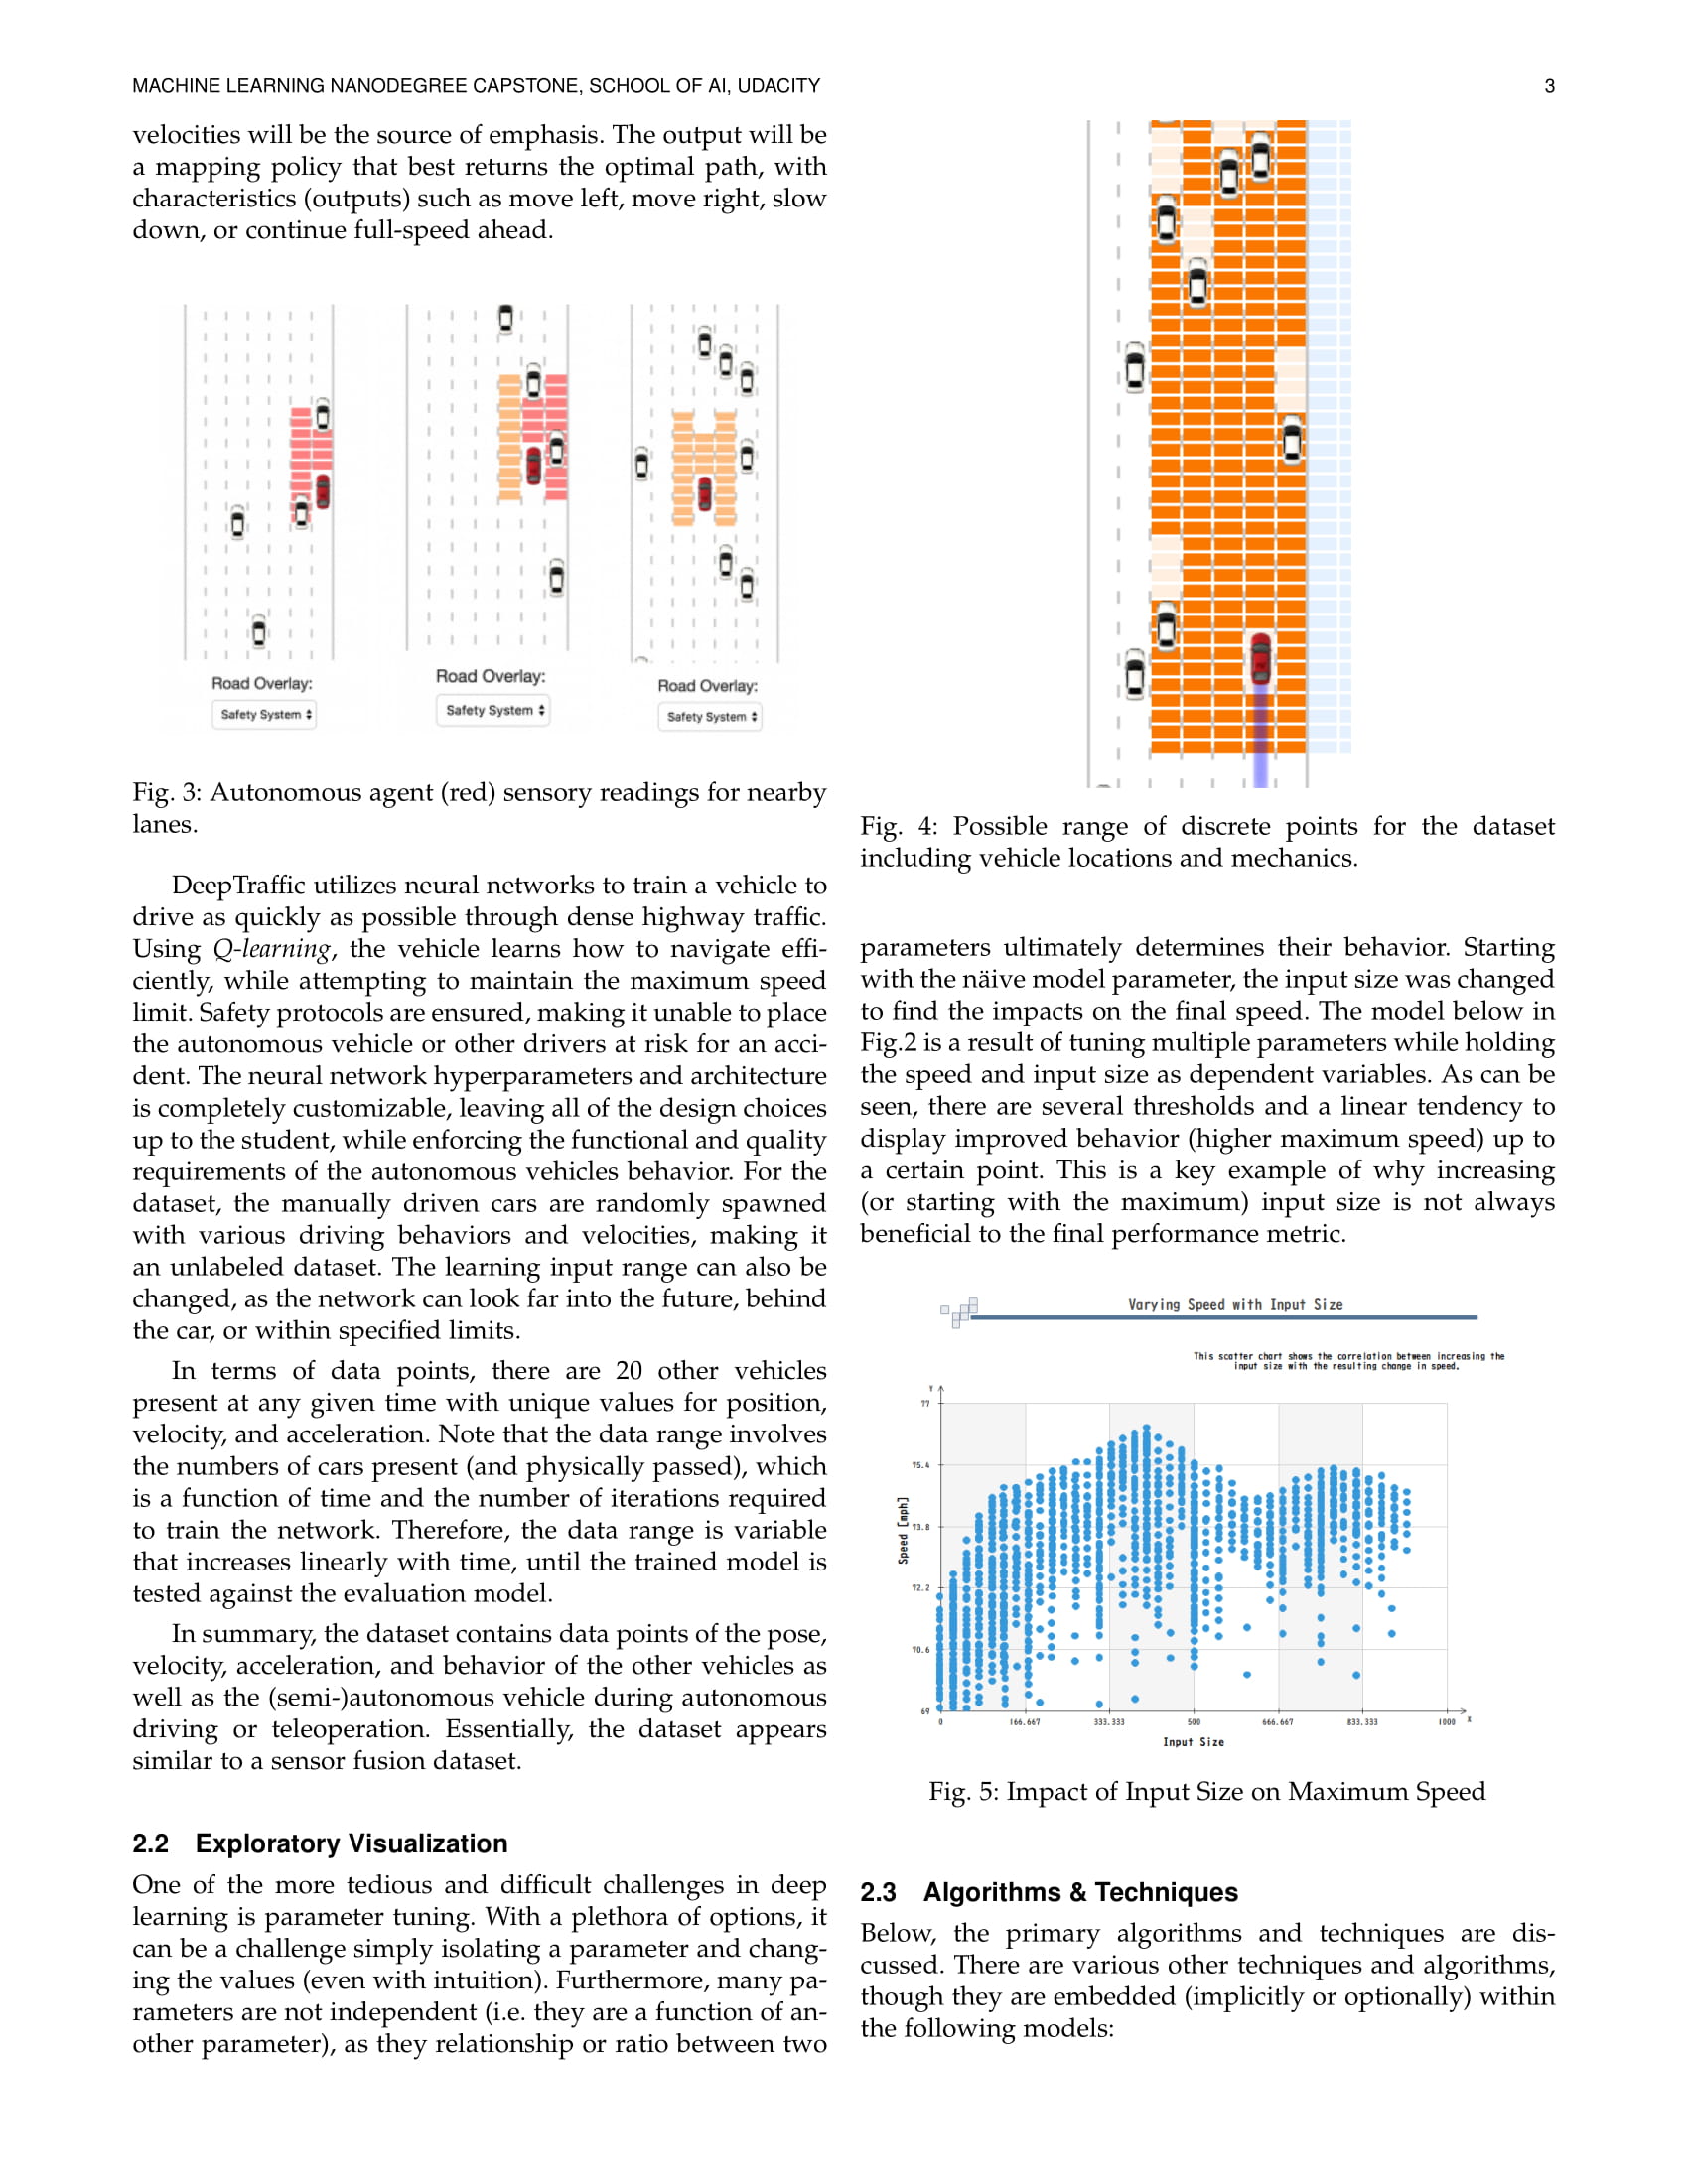 MACHINE LEARNING NANODEGREE CAPSTONE, SCHOOL OF AI, UDACITY 3
velocities will be the source of emphasis. The output will be
a mapping policy that best returns the optimal path, with
characteristics (outputs) such as move left, move right, slow
down, or continue full-speed ahead.
Road Overlay:
Safety System
Road Overlay:
Safety System
Road Overlay:
Safety System
Fig. 3: Autonomous agent (red) sensory readings for nearby
lanes.
DeepTraffic utilizes neural networks to train a vehicle to
drive as quickly as possible through dense highway traffic.
Using Q-learning, the vehicle learns how to navigate effi-
ciently, while attempting to maintain the maximum speed
limit. Safety protocols are ensured, making it unable to place
the autonomous vehicle or other drivers at risk for an acci-
dent. The neural network hyperparameters and architecture
is completely customizable, leaving all of the design choices
up to the student, while enforcing the functional and quality
requirements of the autonomous vehicles behavior. For the
dataset, the manually driven cars are randomly spawned
with various driving behaviors and velocities, making it
an unlabeled dataset. The learning input range can also be
changed, as the network can look far into the future, behind
the car, or within specified limits.
In terms of data points, there are 20 other vehicles
present at any given time with unique values for position,
velocity, and acceleration. Note that the data range involves
the numbers of cars present (and physically passed), which
is a function of time and the number of iterations required
to train the network. Therefore, the data range is variable
that increases linearly with time, until the trained model is
tested against the evaluation model.
In summary, the dataset contains data points of the pose,
velocity, acceleration, and behavior of the other vehicles as
well as the (semi-)autonomous vehicle during autonomous
driving or teleoperation. Essentially, the dataset appears
similar to a sensor fusion dataset.
2.2 Exploratory Visualization
One of the more tedious and difficult challenges in deep
learning is parameter tuning. With a plethora of options, it
can be a challenge simply isolating a parameter and chang-
ing the values (even with intuition). Furthermore, many pa-
rameters are not independent (i.e. they are a function of an-
other parameter), as they relationship or ratio between two
Fig. 4: Possible range of discrete points for the dataset
including vehicle locations and mechanics.
parameters ultimately determines their behavior. Starting
with the näive model parameter, the input size was changed
to find the impacts on the final speed. The model below in
Fig.2 is a result of tuning multiple parameters while holding
the speed and input size as dependent variables. As can be
seen, there are several thresholds and a linear tendency to
display improved behavior (higher maximum speed) up to
a certain point. This is a key example of why increasing
(or starting with the maximum) input size is not always
beneficial to the final performance metric.
Varying Speed with Input Size
This scatter chart shows the correlation between increasing the
input size with the resulting change in speed.
Y
77
75.4
73.8
72.2
70.6
69
Speed [mph]
0 166.667 333.333 500 666.667 833.333 1000 X
Input Size
Fig. 5: Impact of Input Size on Maximum Speed
2.3 Algorithms & Techniques
Below, the primary algorithms and techniques are dis-
cussed. There are various other techniques and algorithms,
though they are embedded (implicitly or optionally) within
the following models: